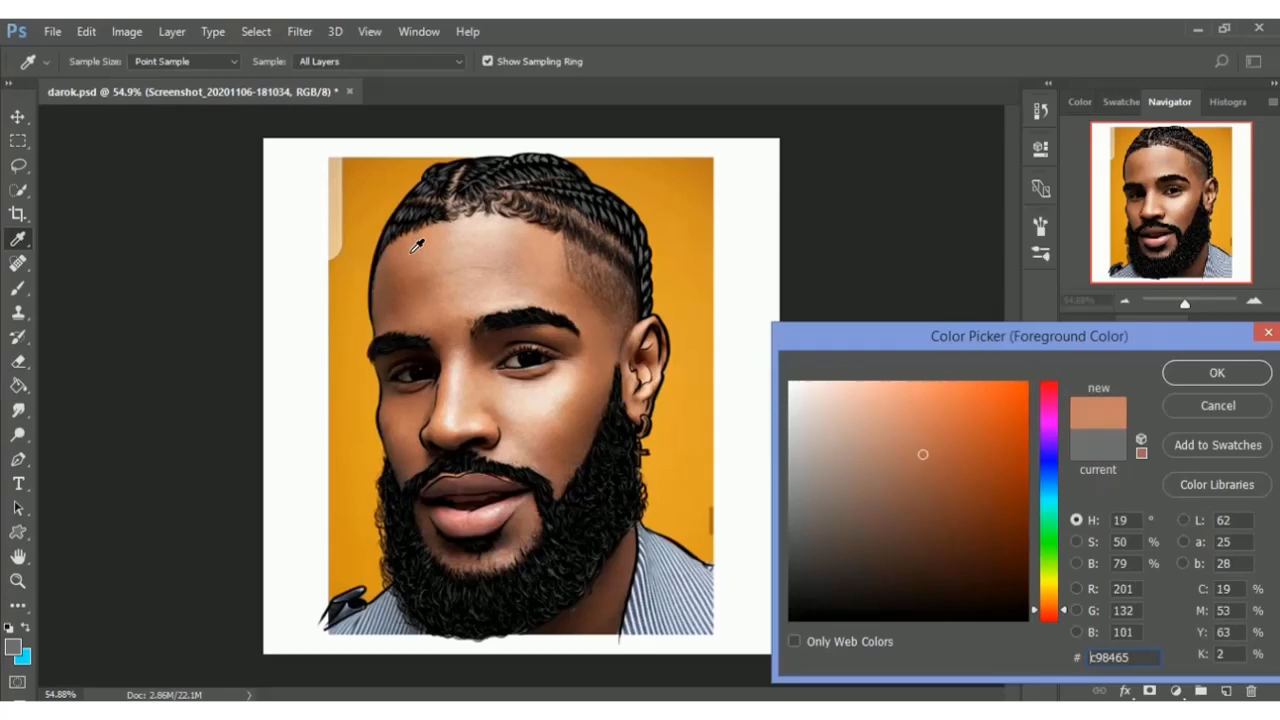 Ps File Edit Image Layer Type Select Filter 3D View Window Help
Sample Size: Point Sample Sample: All Layers Show Sampling Ring
darok.psd @ 54.9% (Screenshot_20201106-181034, RGB/8) *
Color Swatche Navigator Histogra
54.88%
Color Picker (Foreground Color)
new
OK
Cancel
Add to Swatches
current
Color Libraries
H: 19 ° L: 62
S: 50 % a: 25
B: 79 % b: 28
R: 201 C: 19 %
G: 132 M: 53 %
B: 101 Y: 63 %
# c98465 K: 2 %
Only Web Colors
54.88% Doc: 2.86M/22.1M
fx